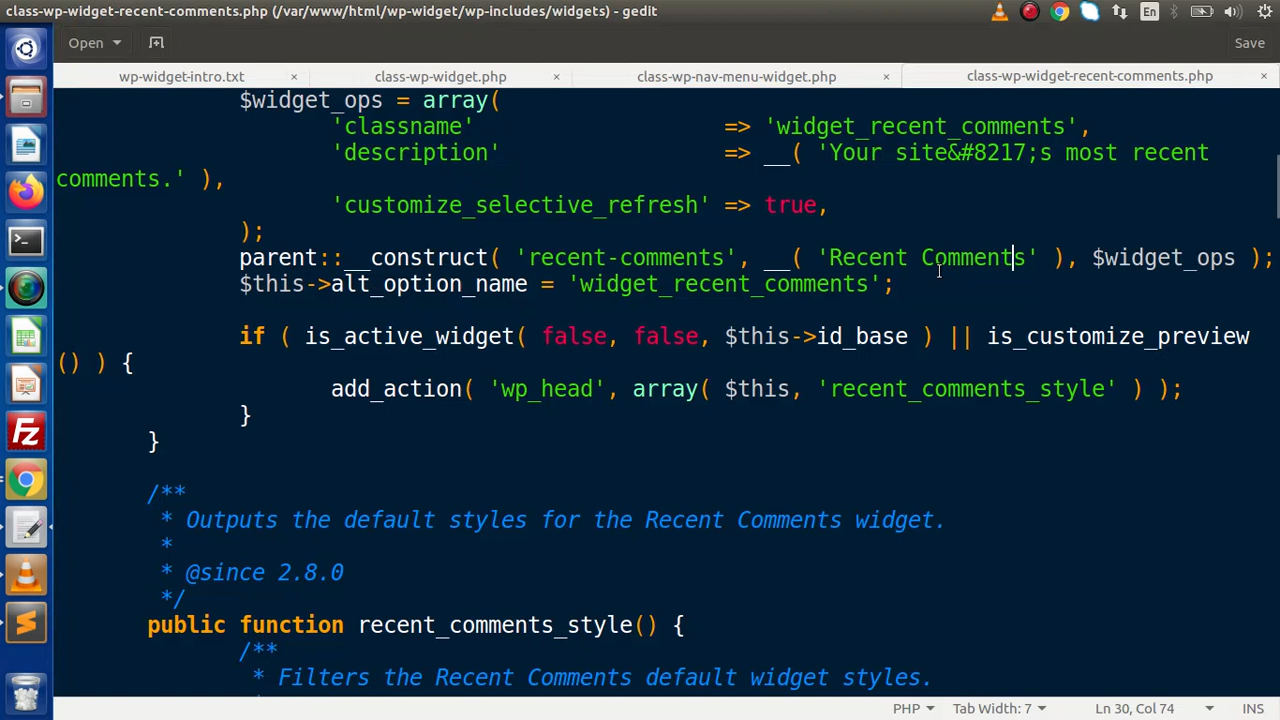 class-wp-widget-recent-comments.php (/var/www/html/wp-widget/wp-includes/widgets) - gedit
En
Open
Save
wp-widget-intro.txt × class-wp-widget.php × class-wp-nav-menu-widget.php × class-wp-widget-recent-comments.php ×
$widget_ops = array(
'classname' => 'widget_recent_comments',
'description' => __( 'Your site&#8217;s most recent
comments.' ),
'customize_selective_refresh' => true,
);
parent::__construct( 'recent-comments', __( 'Recent Comments' ), $widget_ops );
$this->alt_option_name = 'widget_recent_comments';
if ( is_active_widget( false, false, $this->id_base ) || is_customize_preview
() ) {
add_action( 'wp_head', array( $this, 'recent_comments_style' ) );
}
}
/**
* Outputs the default styles for the Recent Comments widget.
*
* @since 2.8.0
*/
public function recent_comments_style() {
/**
* Filters the Recent Comments default widget styles.
PHP Tab Width: 7 Ln 30, Col 74 INS